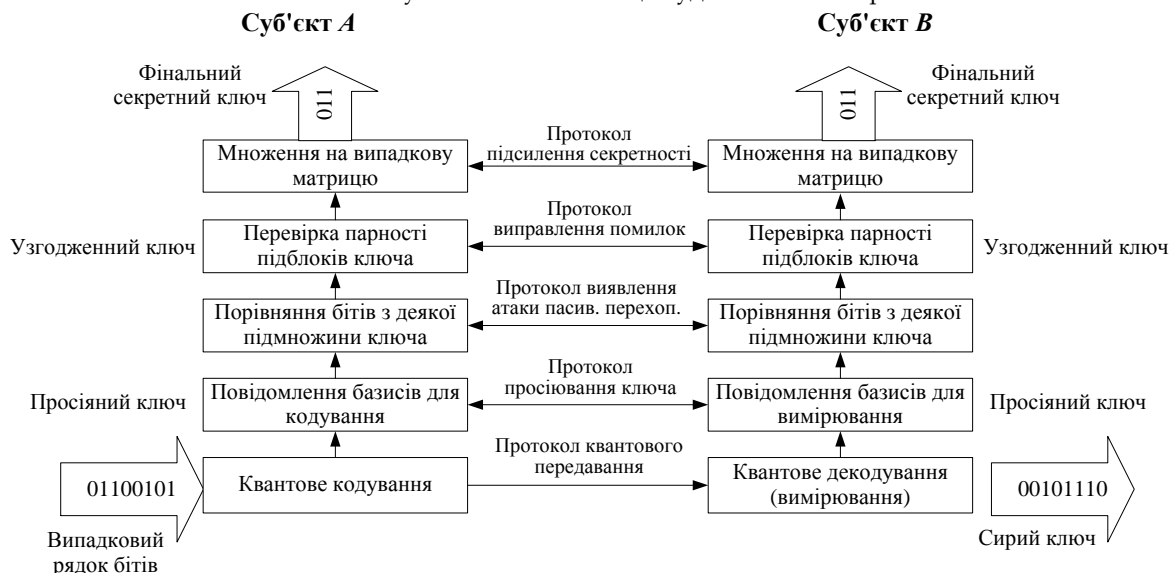 Суб'єкт A
Суб'єкт B
Фінальний
секретний ключ
011
011
Фінальний
секретний ключ
Множення на випадкову
матрицю
Протокол
підсилення секретності
Множення на випадкову
матрицю
Узгодженний ключ
Перевірка парності
підблоків ключа
Протокол
виправлення помилок
Перевірка парності
підблоків ключа
Узгодженний ключ
Порівняння бітів з деякої
підмножини ключа
Протокол виявлення
атаки пасив. перехоп.
Порівняння бітів з деякої
підмножини ключа
Просіяний ключ
Повідомлення базисів для
кодування
Протокол
просіювання ключа
Повідомлення базисів для
вимірювання
Просіяний ключ
01100101
Квантове кодування
Протокол квантового
передавання
Квантове декодування
(вимірювання)
00101110
Випадковий
рядок бітів
Сирий ключ